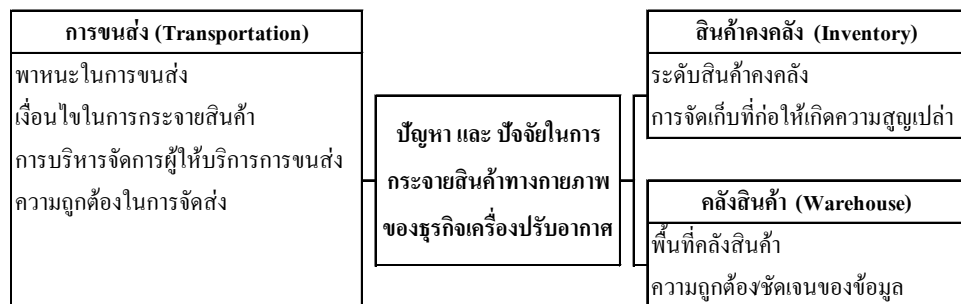 การขนส่ง (Transportation)
พาหนะในการขนส่ง
เงื่อนไขในการกระจายสินค้า
การบริหารจัดการผู้ให้บริการการขนส่ง
ความถูกต้องในการจัดส่ง
ปัญหา และ ปัจจัยในการ
กระจายสินค้าทางกายภาพ
ของธุรกิจเครื่องปรับอากาศ
สินค้าคงคลัง (Inventory)
ระดับสินค้าคงคลัง
การจัดเก็บที่ก่อให้เกิดความสูญเปล่า
คลังสินค้า (Warehouse)
พื้นที่คลังสินค้า
ความถูกต้อง/ชัดเจนของข้อมูล